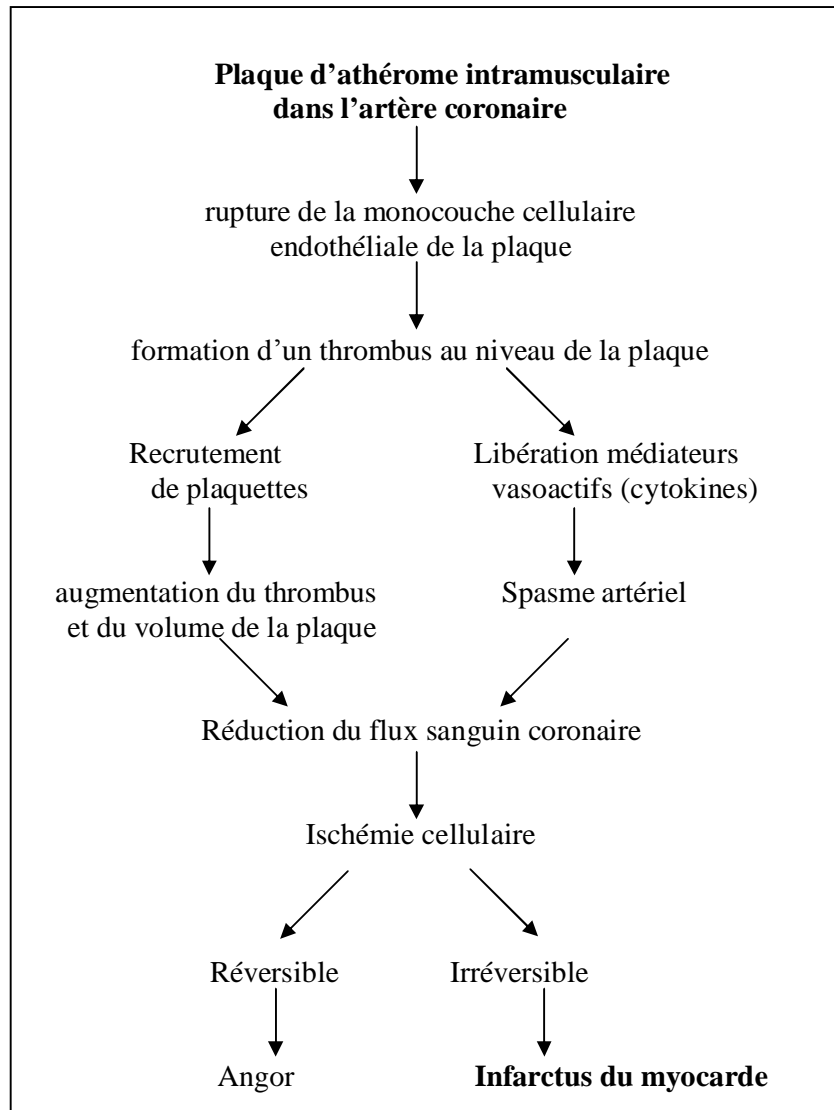 Plaque d’athérome intramusculaire
dans l’artère coronaire
rupture de la monocouche cellulaire
endothéliale de la plaque
formation d’un thrombus au niveau de la plaque
Recrutement
de plaquettes
Libération médiateurs
vasoactifs (cytokines)
augmentation du thrombus
et du volume de la plaque
Spasme artériel
Réduction du flux sanguin coronaire
Ischémie cellulaire
Réversible
Irréversible
Angor
Infarctus du myocarde